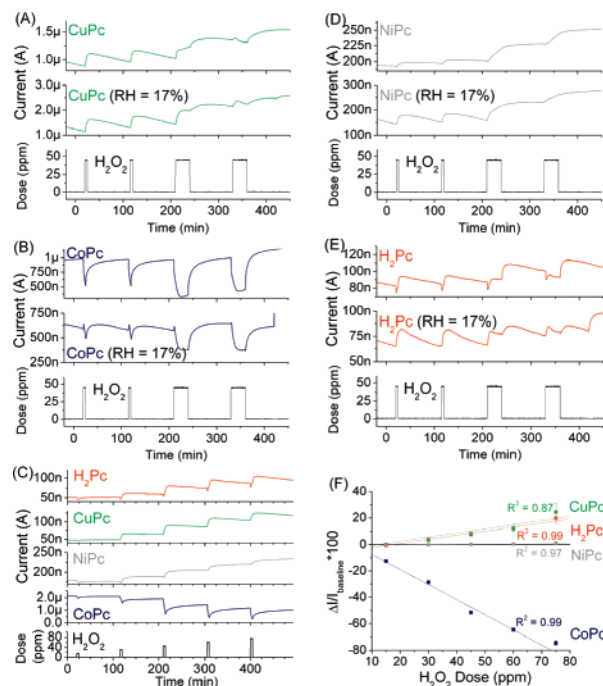 (A)
1.5μ
1.0μ
CuPc
3.0μ
2.0μ
1.0μ
CuPc (RH = 17%)
Current (A)
50
25
0
H2O2
Dose (ppm)
0 100 200 300 400
Time (min)
(B)
1μ
750n
500n
CoPc
750n
500n
250n
CoPc (RH = 17%)
Current (A)
50
25
0
H2O2
Dose (ppm)
0 100 200 300 400
Time (min)
(C)
100n
50n
H2Pc
100n
50n
CuPc
250n
200n
NiPc
2.0μ
1.0μ
0.0
CoPc
Current (A)
80
40
0
H2O2
Dose (ppm)
0 100 200 300 400
Time (min)
(D)
250n
200n
NiPc
300n
200n
100n
NiPc (RH = 17%)
Current (A)
50
25
0
H2O2
Dose (ppm)
0 100 200 300 400
Time (min)
(E)
120n
100n
80n
H2Pc
100n
75n
50n
H2Pc (RH = 17%)
Current (A)
50
25
0
H2O2
Dose (ppm)
0 100 200 300 400
Time (min)
(F)
40
20
0
-20
-40
-60
-80
ΔI/Ibaseline*100
R2 = 0.87
CuPc
R2 = 0.99
H2Pc
R2 = 0.97
NiPc
R2 = 0.99
CoPc
10 20 30 40 50 60 70 80
H2O2 Dose (ppm)